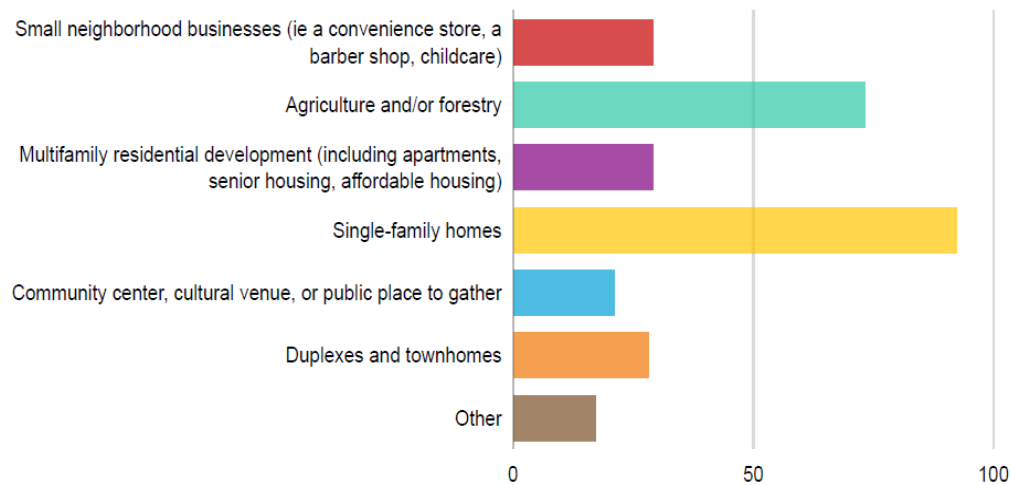 Small neighborhood businesses (ie a convenience store, a
barber shop, childcare)
Agriculture and/or forestry
Multifamily residential development (including apartments,
senior housing, affordable housing)
Single-family homes
Community center, cultural venue, or public place to gather
Duplexes and townhomes
Other
0 50 100